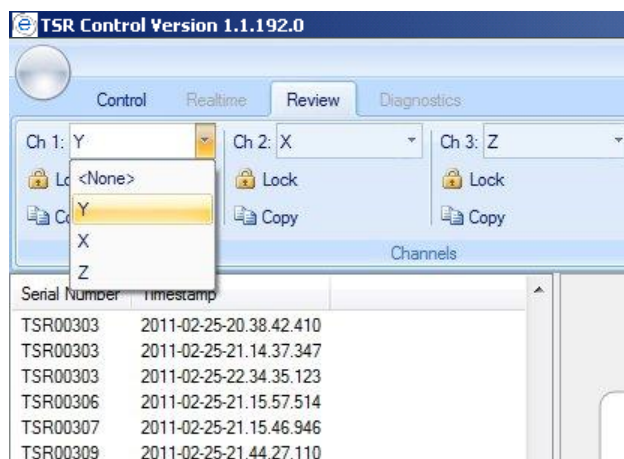 TSR Control Version 1.1.192.0
Control Realtime Review Diagnostics
Ch 1: Y Ch 2: X Ch 3: Z
<None> Lock Lock
Y Copy Copy
X
Z
Channels
Serial Number Timestamp
TSR00303 2011-02-25-20.38.42.410
TSR00303 2011-02-25-21.14.37.347
TSR00303 2011-02-25-22.34.35.123
TSR00306 2011-02-25-21.15.57.514
TSR00307 2011-02-25-21.15.46.946
TSR00309 2011-02-25-21.44.27.110